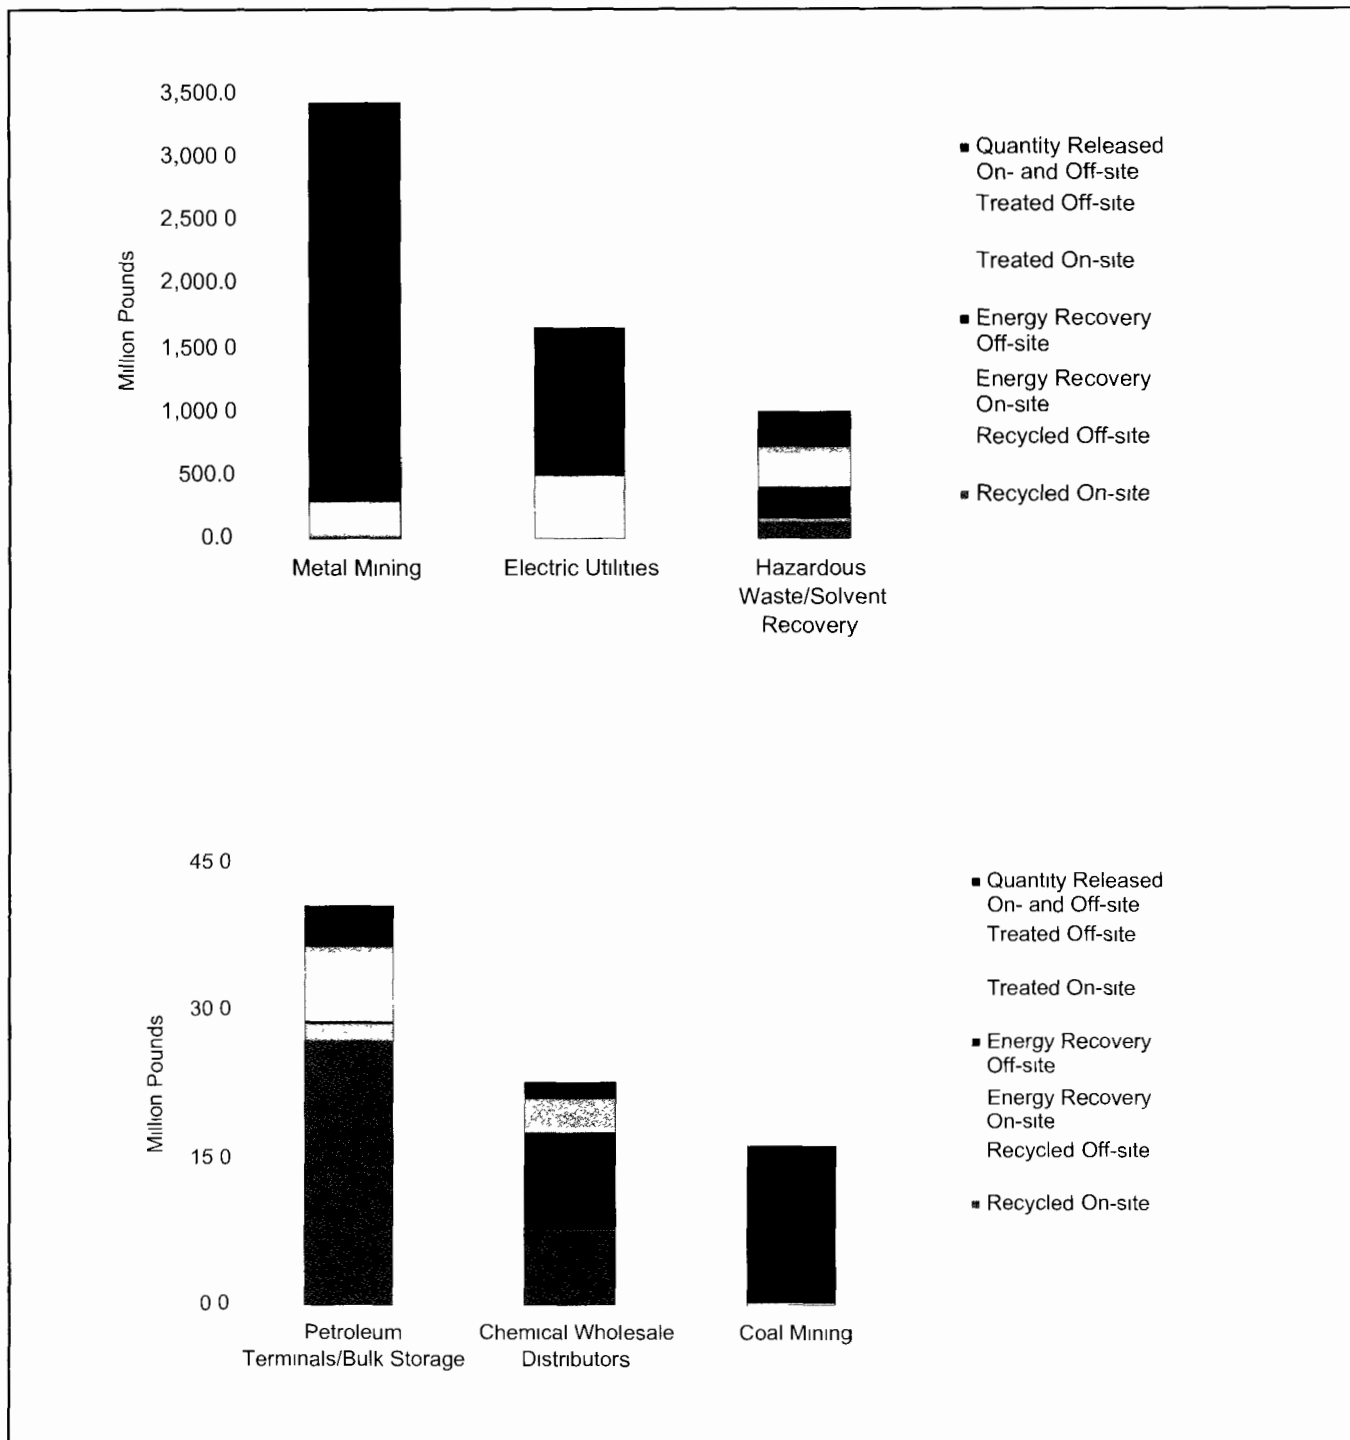 3,500.0
3,000 0
2,500 0
2,000.0
1,500 0
1,000 0
500.0
0.0
Million Pounds
Metal Mining
Electric Utilities
Hazardous
Waste/Solvent
Recovery
Quantity Released
On- and Off-site
Treated Off-site
Treated On-site
Energy Recovery
Off-site
Energy Recovery
On-site
Recycled Off-site
Recycled On-site
45 0
30 0
15 0
0 0
Million Pounds
Petroleum
Terminals/Bulk Storage
Chemical Wholesale
Distributors
Coal Mining
Quantity Released
On- and Off-site
Treated Off-site
Treated On-site
Energy Recovery
Off-site
Energy Recovery
On-site
Recycled Off-site
Recycled On-site